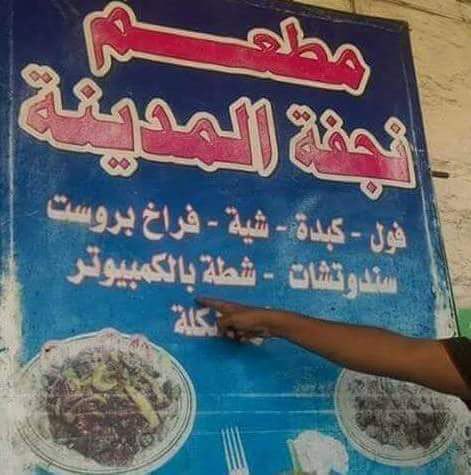 مطعم
نجفة المدينة
فول - كبدة - شية - فراخ بروست
سندوتشات - شطة بالكمبيوتر